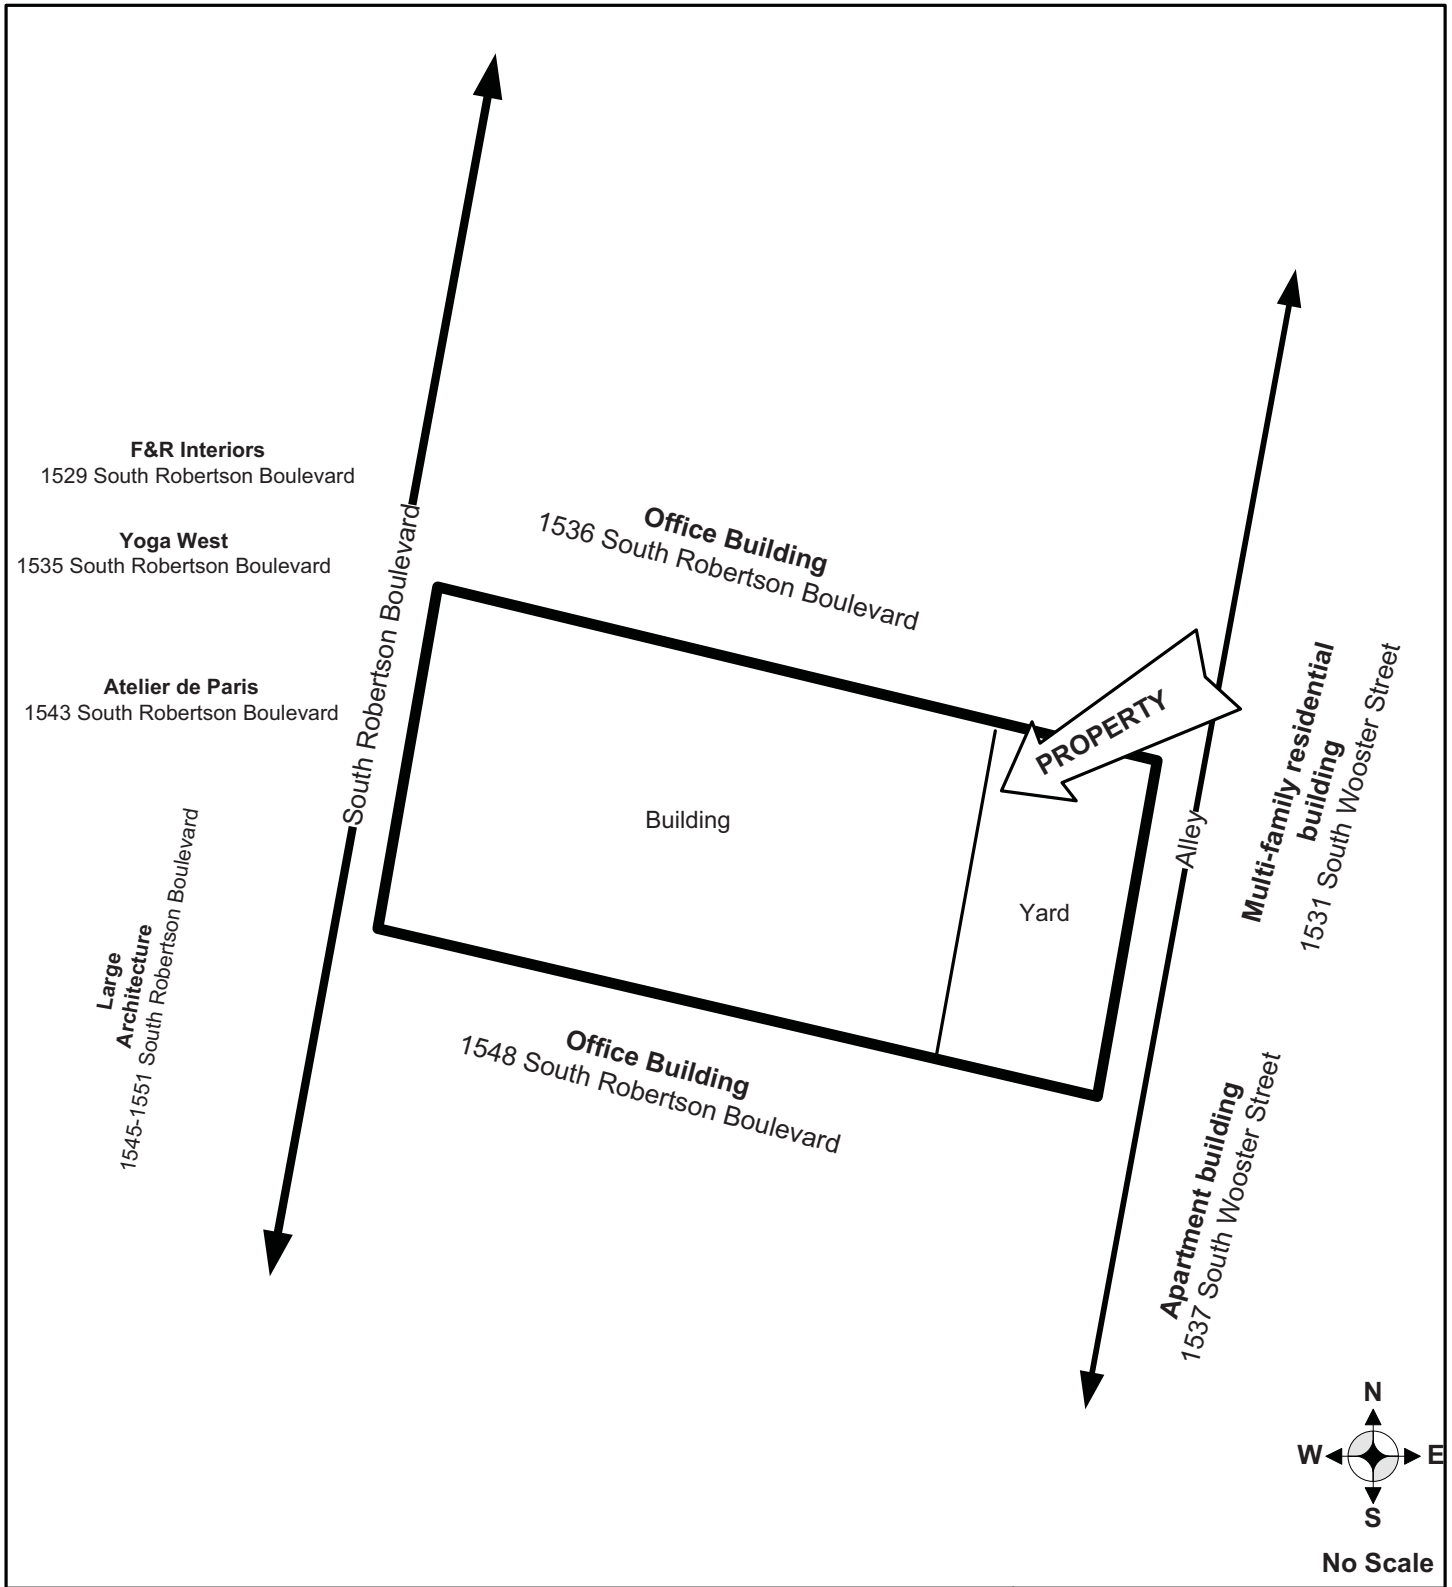 F&R Interiors
1529 South Robertson Boulevard
Yoga West
1535 South Robertson Boulevard
Atelier de Paris
1543 South Robertson Boulevard
Large
Architecture
1545-1551 South Robertson Boulevard
South Robertson Boulevard
Office Building
1536 South Robertson Boulevard
PROPERTY
Building
Yard
Office Building
1548 South Robertson Boulevard
Alley
Multi-family residential
building
1531 South Wooster Street
Apartment building
1537 South Wooster Street
N
W E
S
No Scale